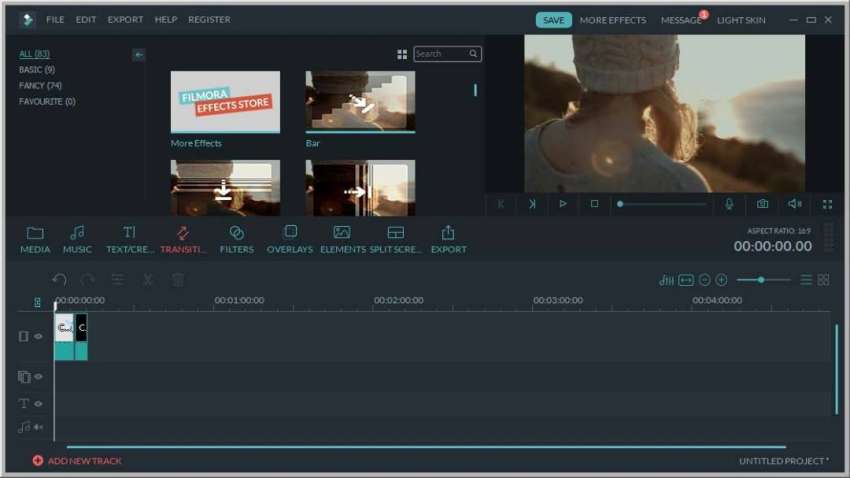 FILE EDIT EXPORT HELP REGISTER SAVE MORE EFFECTS MESSAGE 1 LIGHT SKIN
ALL (83)
BASIC (9)
FANCY (74)
FAVOURITE (0)
Search
FILMORA
EFFECTS STORE
More Effects Bar
MEDIA MUSIC TEXT/CRE... TRANSITI... FILTERS OVERLAYS ELEMENTS SPLIT SCRE... EXPORT
ASPECT RATIO: 16:9
00:00:00.00
00:00:00:00 00:01:00:00 00:02:00:00 00:03:00:00 00:04:00:00
C... C.
ADD NEW TRACK
UNTITLED PROJECT *